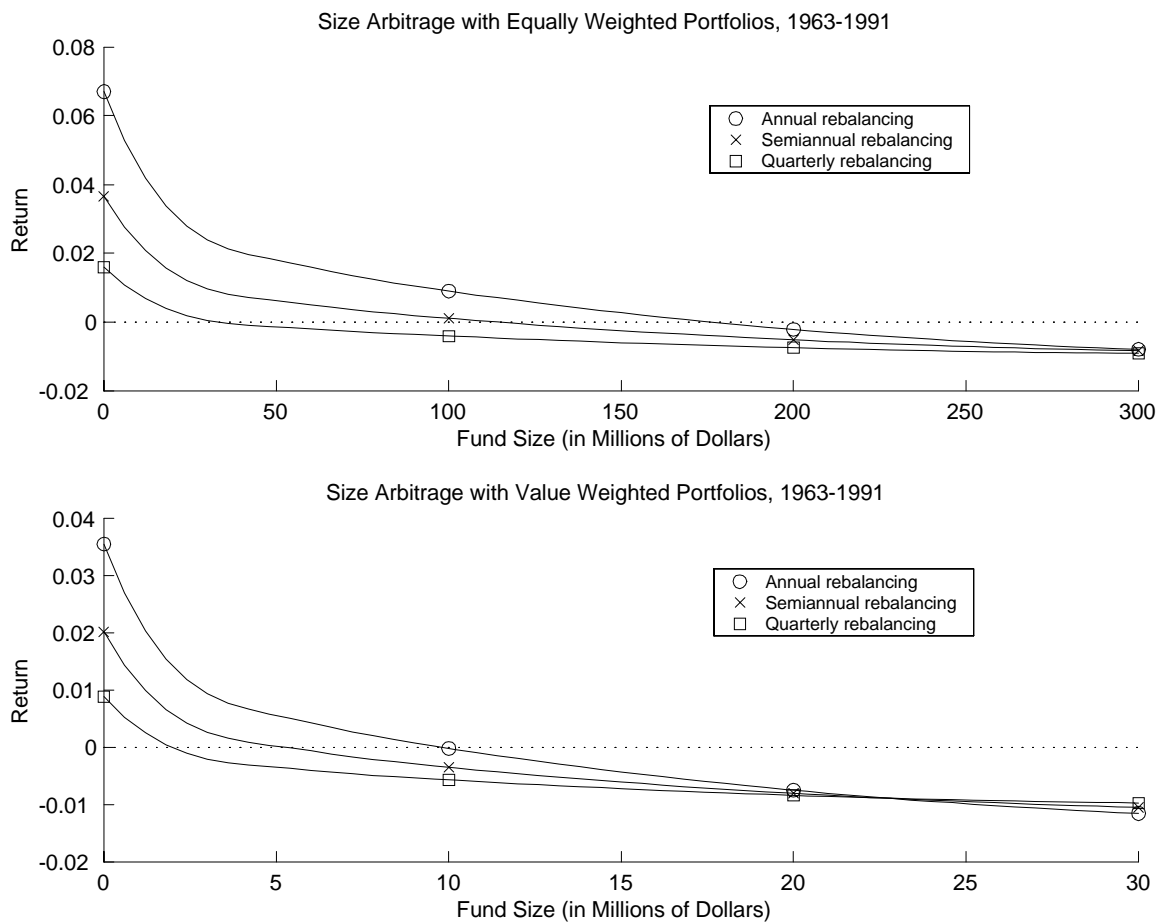 Size Arbitrage with Equally Weighted Portfolios, 1963-1991
0.08
0.06
0.04
0.02
0
-0.02
Return
Annual rebalancing
Semiannual rebalancing
Quarterly rebalancing
0 50 100 150 200 250 300
Fund Size (in Millions of Dollars)
Size Arbitrage with Value Weighted Portfolios, 1963-1991
0.04
0.03
0.02
0.01
0
-0.01
-0.02
Return
Annual rebalancing
Semiannual rebalancing
Quarterly rebalancing
0 5 10 15 20 25 30
Fund Size (in Millions of Dollars)